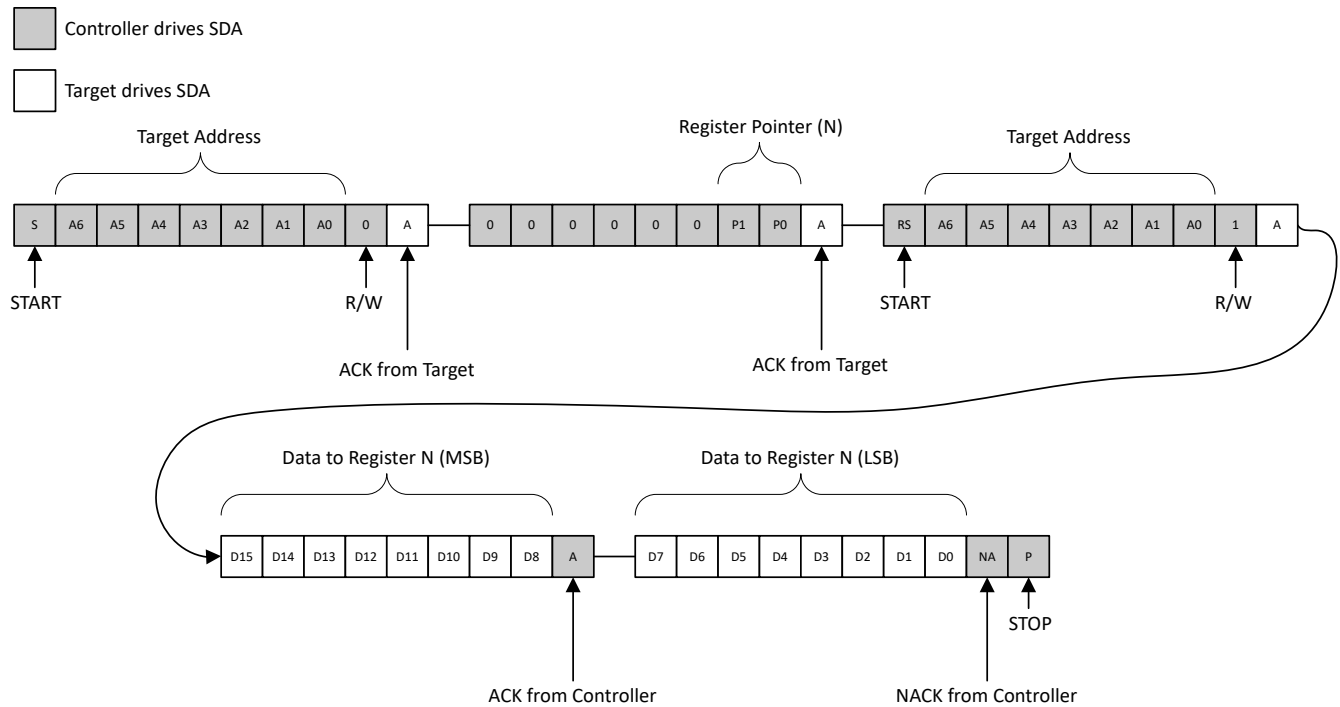 Controller drives SDA
Target drives SDA
Target Address
Register Pointer (N)
Target Address
S A6 A5 A4 A3 A2 A1 A0 0 A 0 0 0 0 0 0 P1 P0 A RS A6 A5 A4 A3 A2 A1 A0 1 A
START R/W START R/W
ACK from Target ACK from Target
Data to Register N (MSB) Data to Register N (LSB)
D15 D14 D13 D12 D11 D10 D9 D8 A D7 D6 D5 D4 D3 D2 D1 D0 NA P
STOP
ACK from Controller NACK from Controller